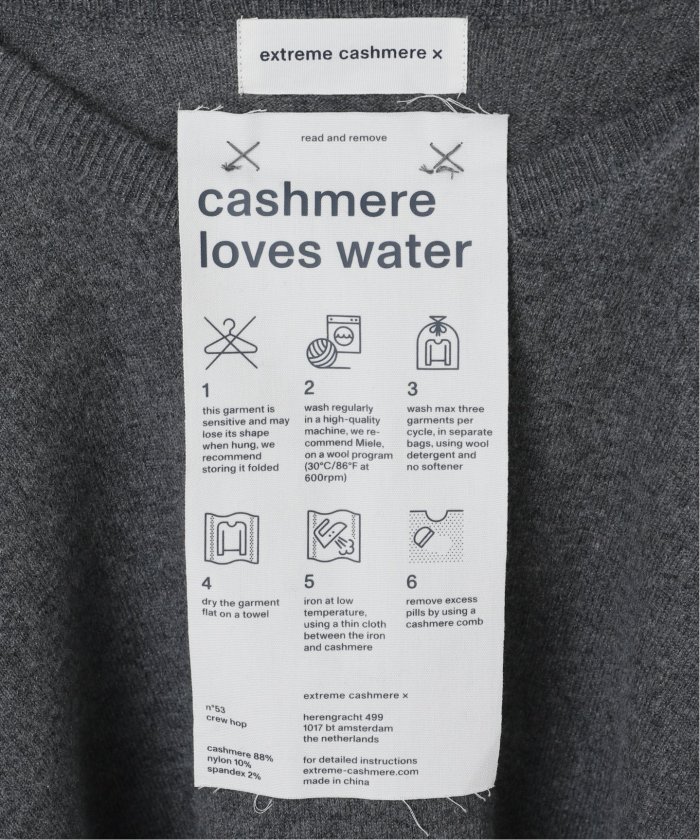 extreme cashmere x
read and remove
cashmere
loves water
1
this garment is
sensitive and may
lose its shape
when hung, we
recommend
storing it folded
2
wash regularly
in a high-quality
machine, we re-
commend Miele,
on a wool program
(30°C/86°F at
600rpm)
3
wash max three
garments per
cycle, in separate
bags, using wool
detergent and
no softener
4
dry the garment
flat on a towel
5
iron at low
temperature,
using a thin cloth
between the iron
and cashmere
6
remove excess
pills by using a
cashmere comb
n°53
crew hop
cashmere 88%
nylon 10%
spandex 2%
extreme cashmere x
herengracht 499
1017 bt amsterdam
the netherlands
for detailed instructions
extreme-cashmere.com
made in china